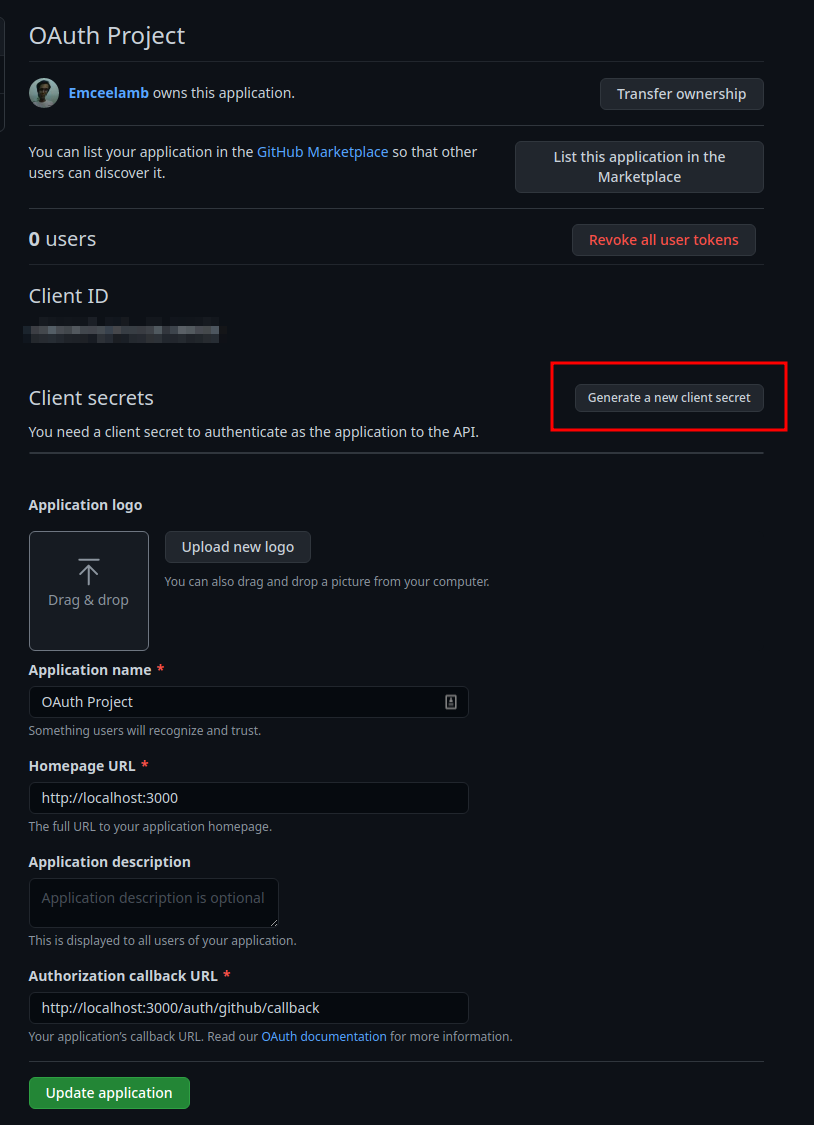 OAuth Project
Emceelamb owns this application.
Transfer ownership
You can list your application in the GitHub Marketplace so that other
users can discover it.
List this application in the
Marketplace
0 users
Revoke all user tokens
Client ID
Client secrets
Generate a new client secret
You need a client secret to authenticate as the application to the API.
Application logo
Drag & drop
Upload new logo
You can also drag and drop a picture from your computer.
Application name *
OAuth Project
Something users will recognize and trust.
Homepage URL *
http://localhost:3000
The full URL to your application homepage.
Application description
Application description is optional
This is displayed to all users of your application.
Authorization callback URL *
http://localhost:3000/auth/github/callback
Your application’s callback URL. Read our OAuth documentation for more information.
Update application